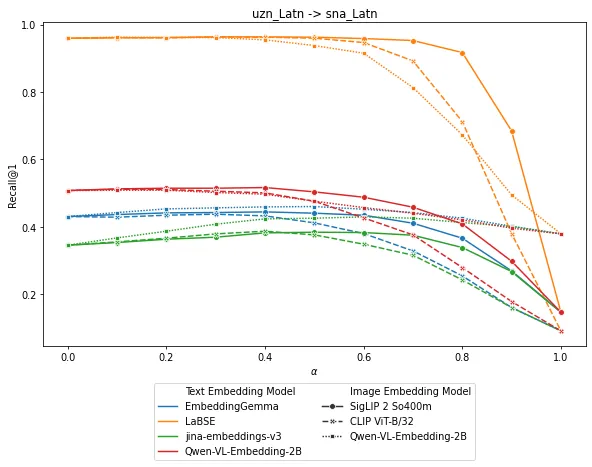 uzn_Latn -> sna_Latn
Recall@1
1.0
0.8
0.6
0.4
0.2
0.0 0.2 0.4 0.6 0.8 1.0
α
Text Embedding Model Image Embedding Model
EmbeddingGemma SigLIP 2 So400m
LaBSE CLIP ViT-B/32
jina-embeddings-v3 Qwen-VL-Embedding-2B
Qwen-VL-Embedding-2B